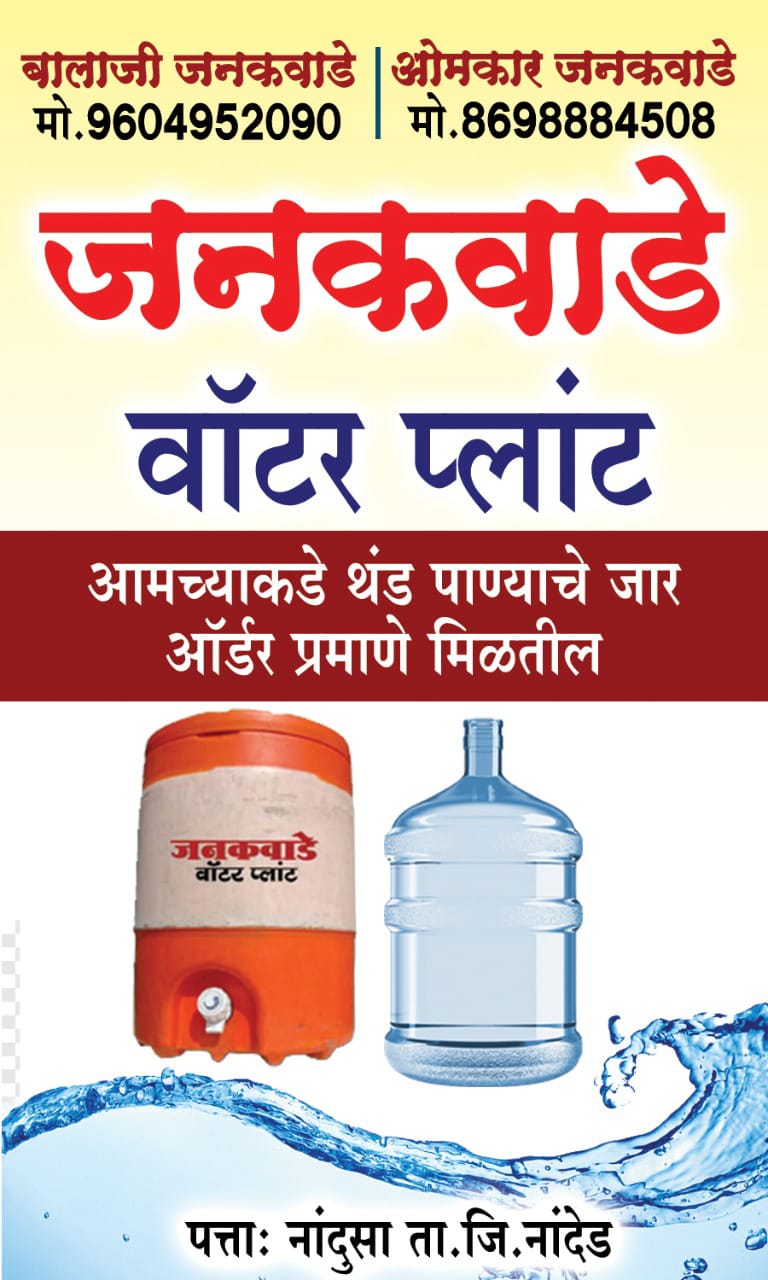 बालाजी जनकवाडे
मो.9604952090
ओमकार जनकवाडे
मो.8698884508
जनकवाडे
वॉटर प्लांट
आमच्याकडे थंड पाण्याचे जार
ऑर्डर प्रमाणे मिळतील
जनकवाडे
वॉटर प्लांट
पत्ताः नांदुसा ता.जि.नांदेड